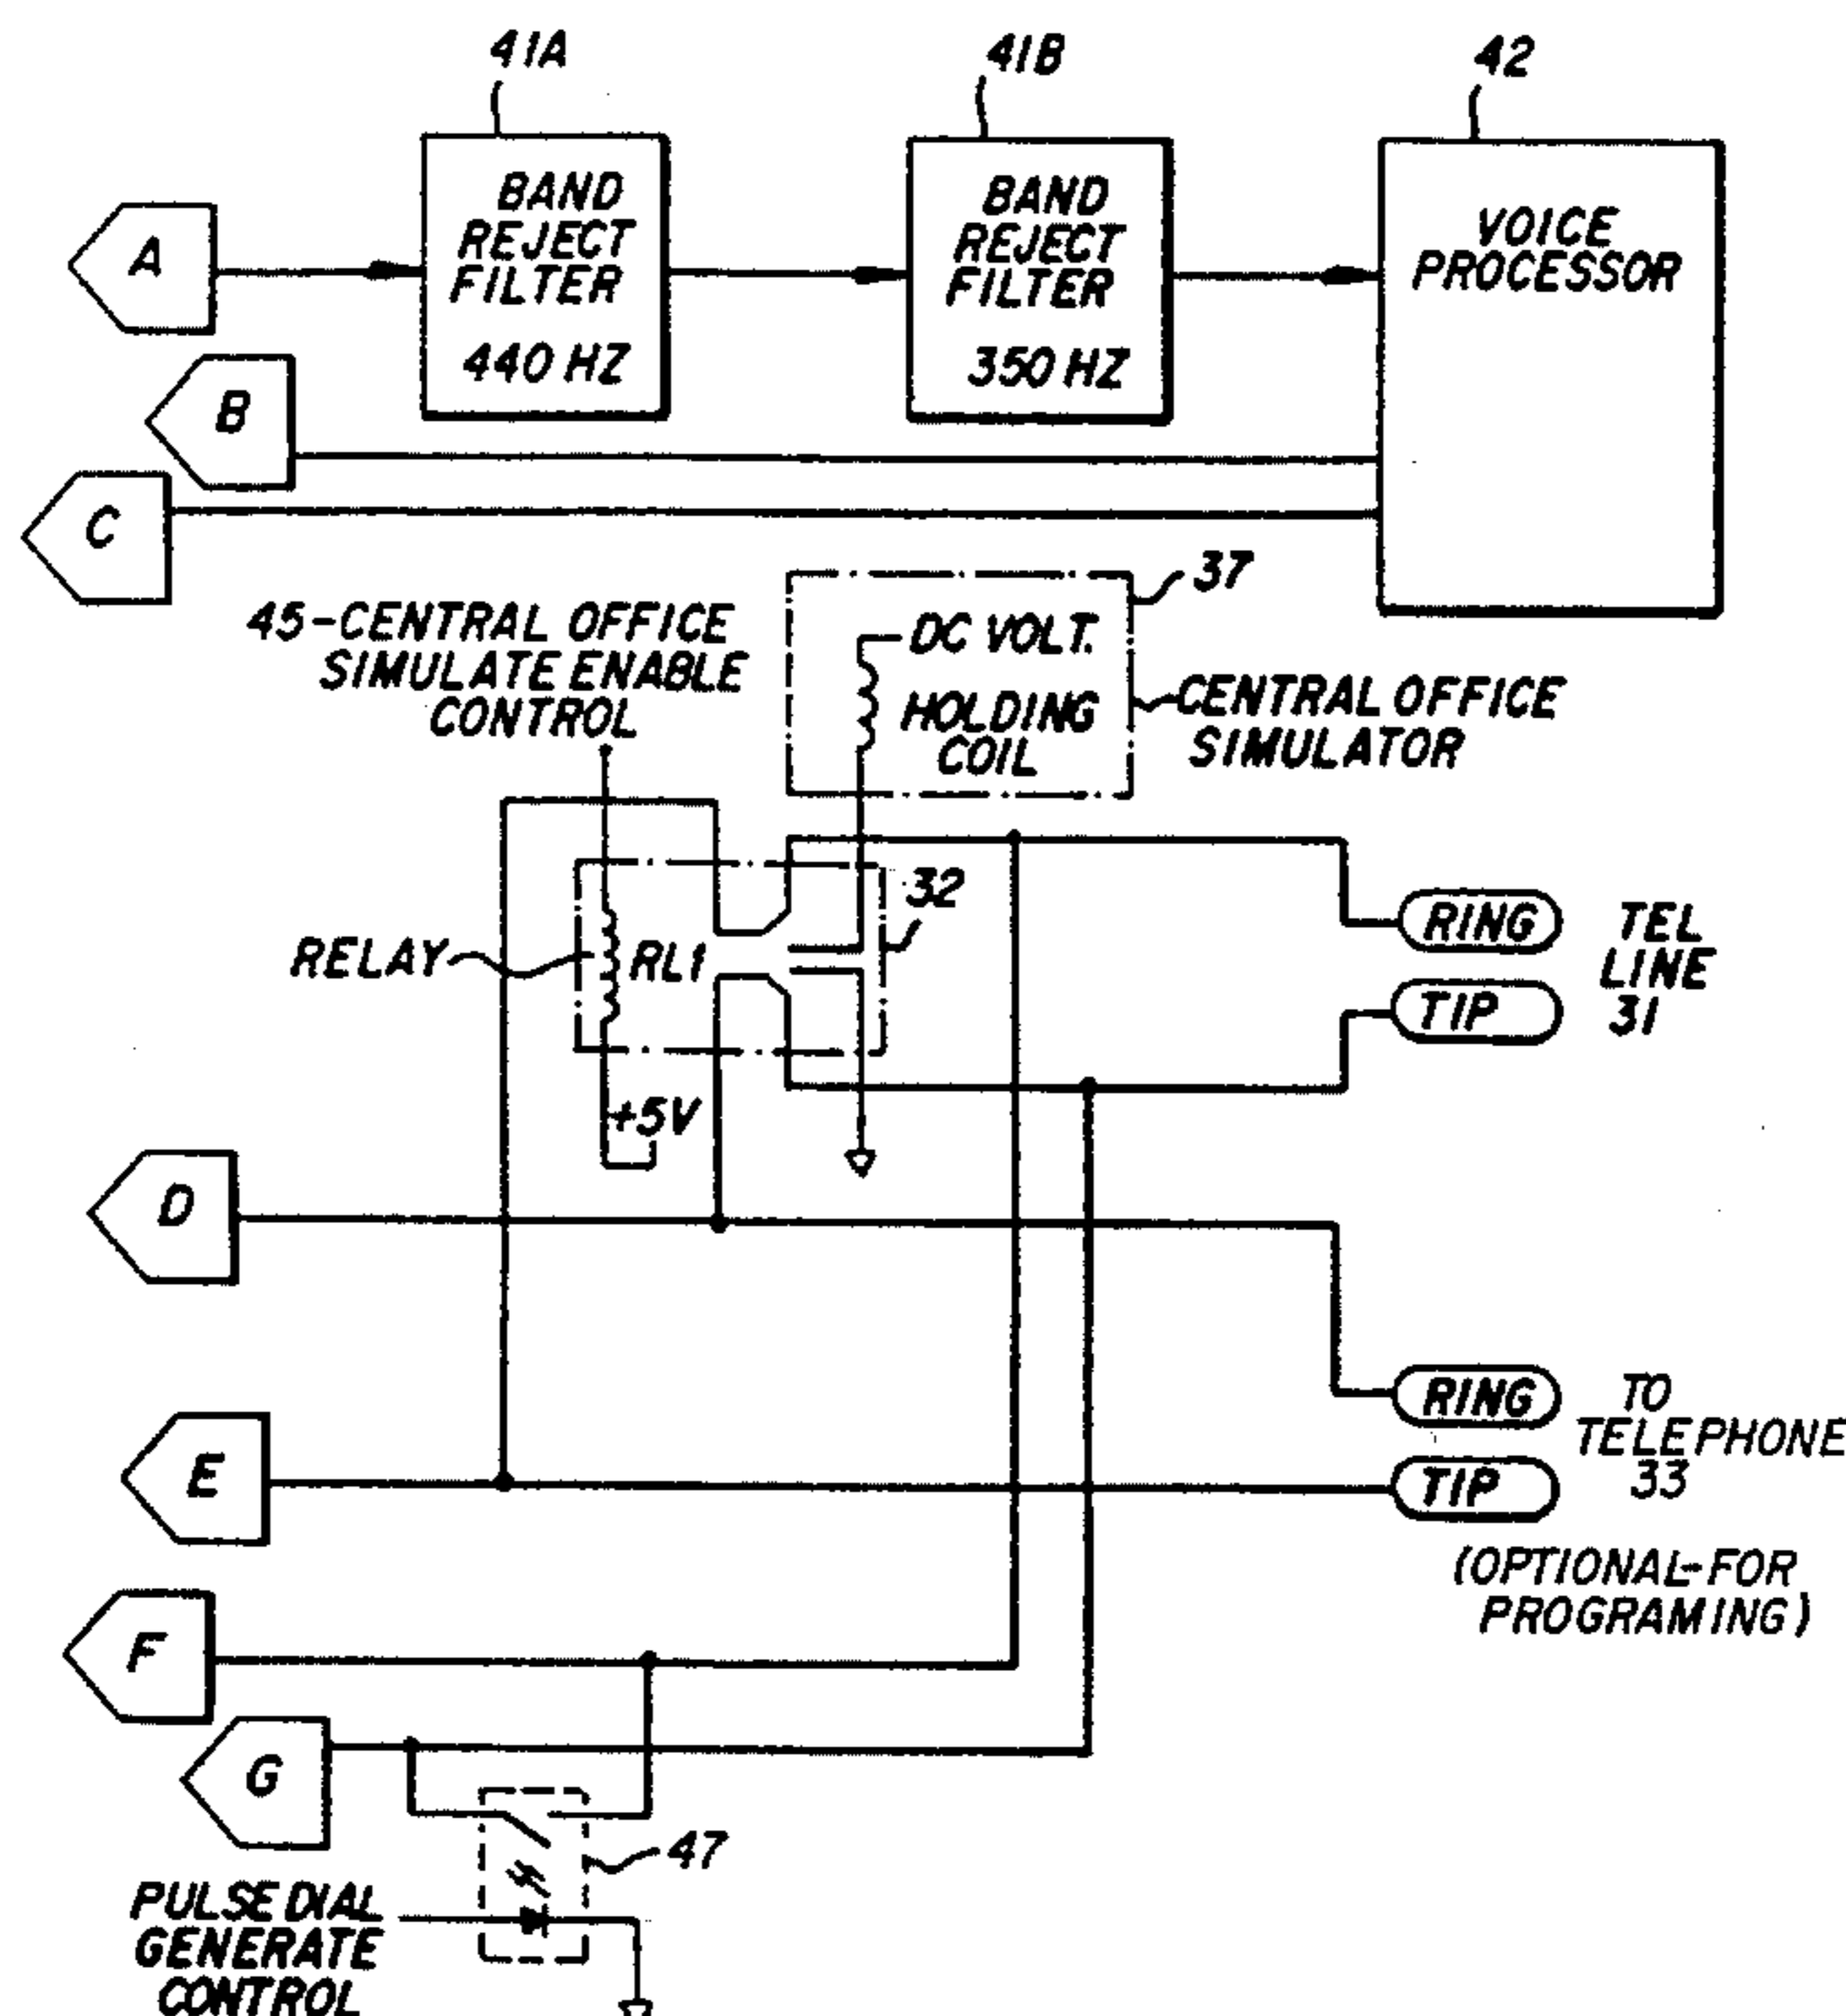 41A
41B
42
A
BAND
REJECT
FILTER
440 HZ
BAND
REJECT
FILTER
350 HZ
VOICE
PROCESSOR
B
C
45-CENTRAL OFFICE
SIMULATE ENABLE
CONTROL
37
DC VOLT.
HOLDING
COIL
CENTRAL OFFICE
SIMULATOR
32
RELAY
RL1
+5V
RING
TIP
TEL
LINE
31
D
E
RING
TIP
TO
TELEPHONE
33
(OPTIONAL-FOR
PROGRAMING)
F
G
47
PULSE DIAL
GENERATE
CONTROL